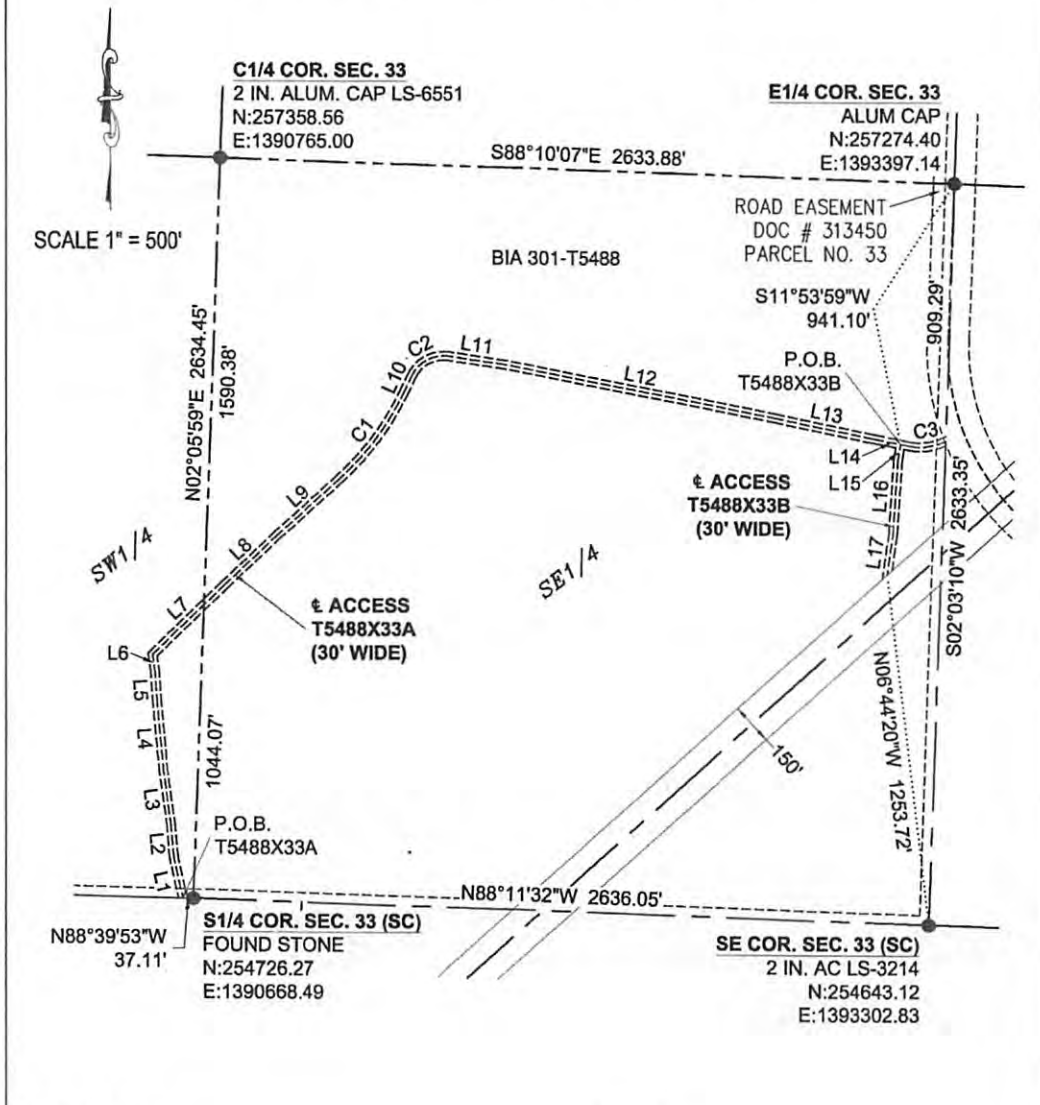 C1/4 COR. SEC. 33
2 IN. ALUM. CAP LS-6551
N:257358.56
E:1390765.00
E1/4 COR. SEC. 33
ALUM CAP
N:257274.40
E:1393397.14
S88°10'07"E 2633.88'
SCALE 1" = 500'
ROAD EASEMENT
DOC # 313450
PARCEL NO. 33
BIA 301-T5488
S11°53'59"W
941.10'
909.29'
N02°05'59"E 2634.45'
1590.38'
P.O.B.
T5488X33B
C2
L11
L10
L12
L13
C3
C1
L14
L15
L9
L16
℄ ACCESS
T5488X33B
(30' WIDE)
S02°03'10"W 2633.35'
L8
L17
SW1/4
SE1/4
L7
℄ ACCESS
T5488X33A
(30' WIDE)
L6
L5
L4
1044.07'
N06°44'20"W 1253.72'
150'
L3
L2
L1
P.O.B.
T5488X33A
N88°11'32"W 2636.05'
N88°39'53"W
37.11'
S1/4 COR. SEC. 33 (SC)
FOUND STONE
N:254726.27
E:1390668.49
SE COR. SEC. 33 (SC)
2 IN. AC LS-3214
N:254643.12
E:1393302.83